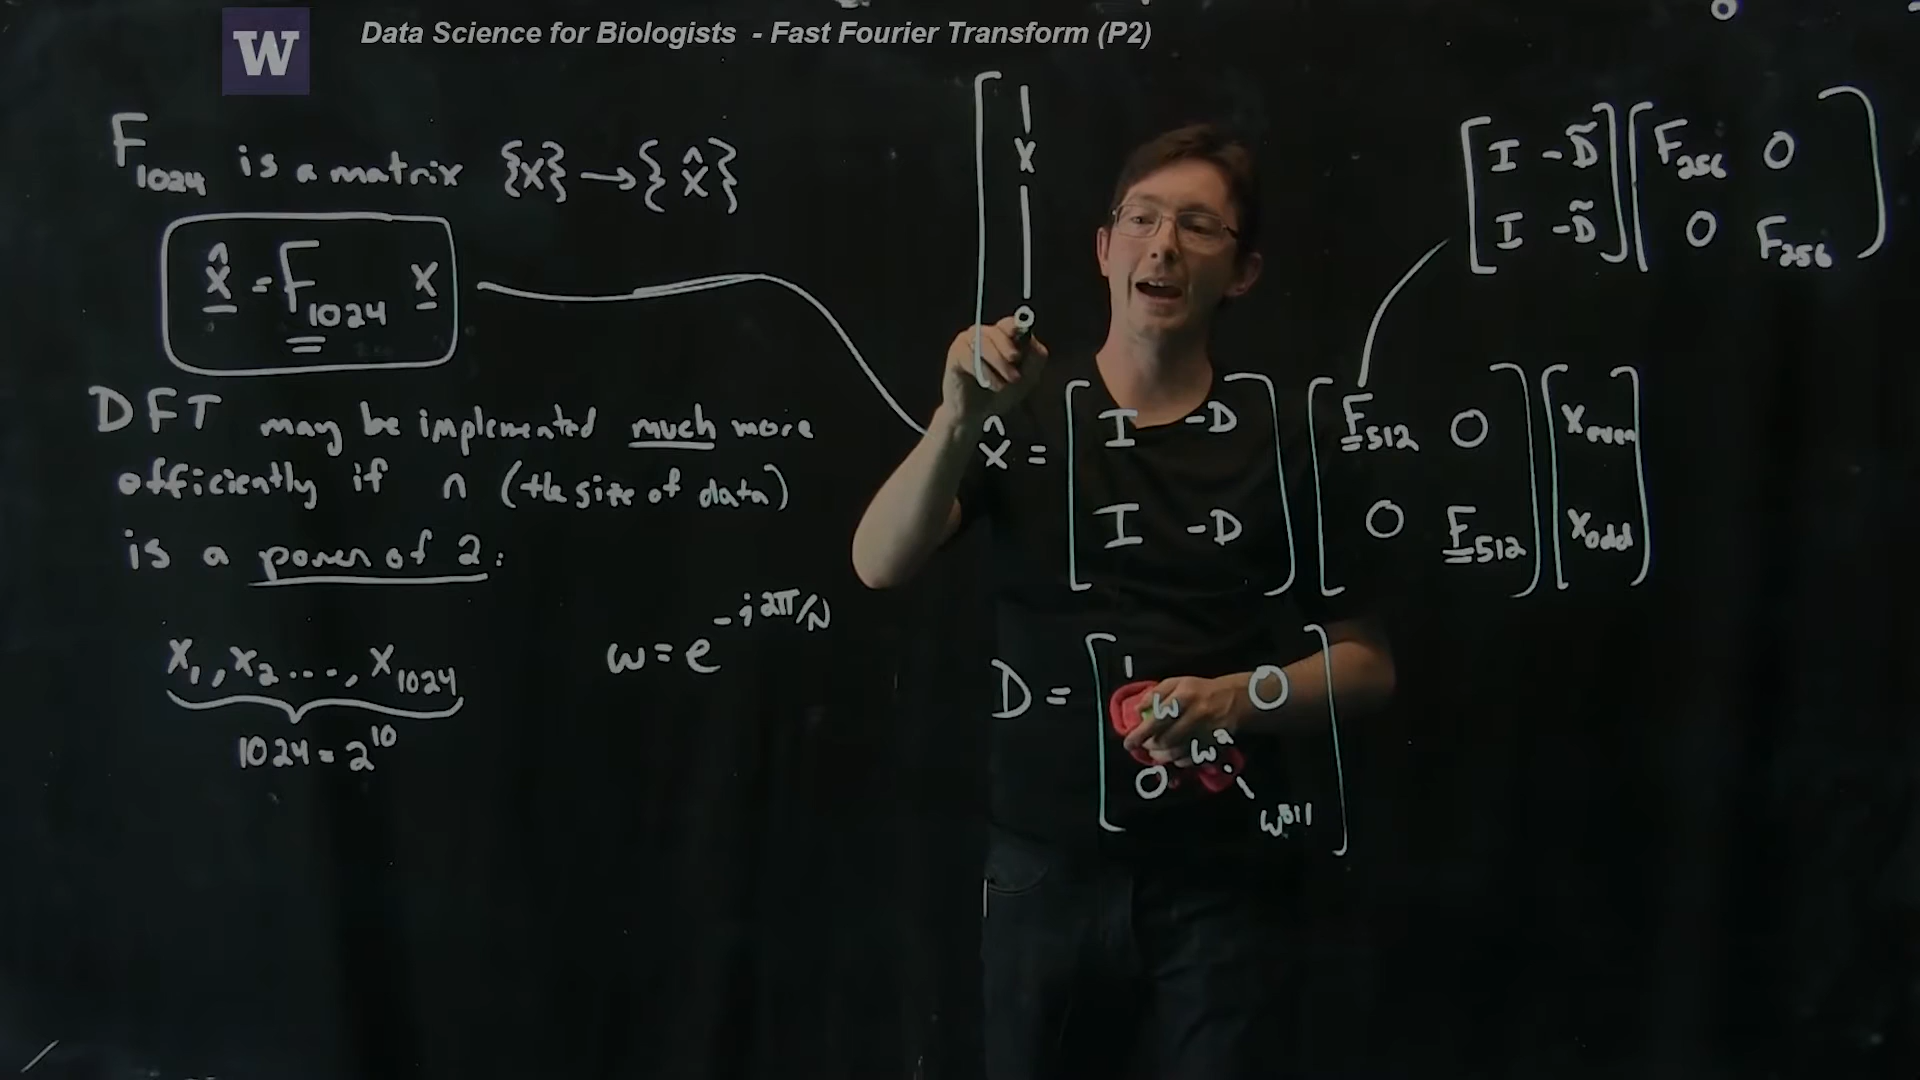 W
Data Science for Biologists - Fast Fourier Transform (P2)
F1024 is a matrix {x} → {x̂}
x̂ = F1024 x
DFT may be implemented much more
efficiently if n (the size of data)
is a power of 2:
x1, x2 ..., x1024
1024 = 2^10
w = e^-j2π/N
[ x 0
[ I -D̃ ] [ F256 0 ]
[ I -D̃ ] [ 0 F256 ]
x̂ = [ I -D ] [ F512 0 ] [ xeven ]
[ I -D ] [ 0 F512 ] [ xodd ]
D = [ 1 0 ]
w
w^2
0
w^511